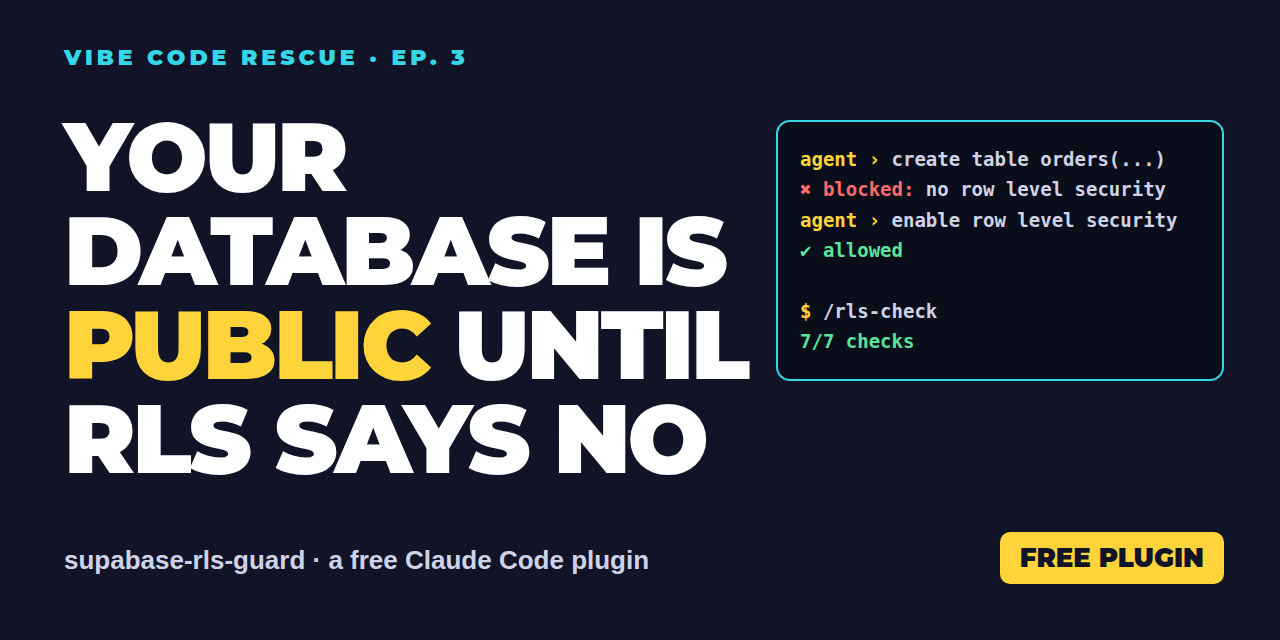 VIBE CODE RESCUE · EP. 3
YOUR
DATABASE IS
PUBLIC UNTIL
RLS SAYS NO
agent › create table orders(...)
✖ blocked: no row level security
agent › enable row level security
✔ allowed
$ /rls-check
7/7 checks
supabase-rls-guard · a free Claude Code plugin
FREE PLUGIN